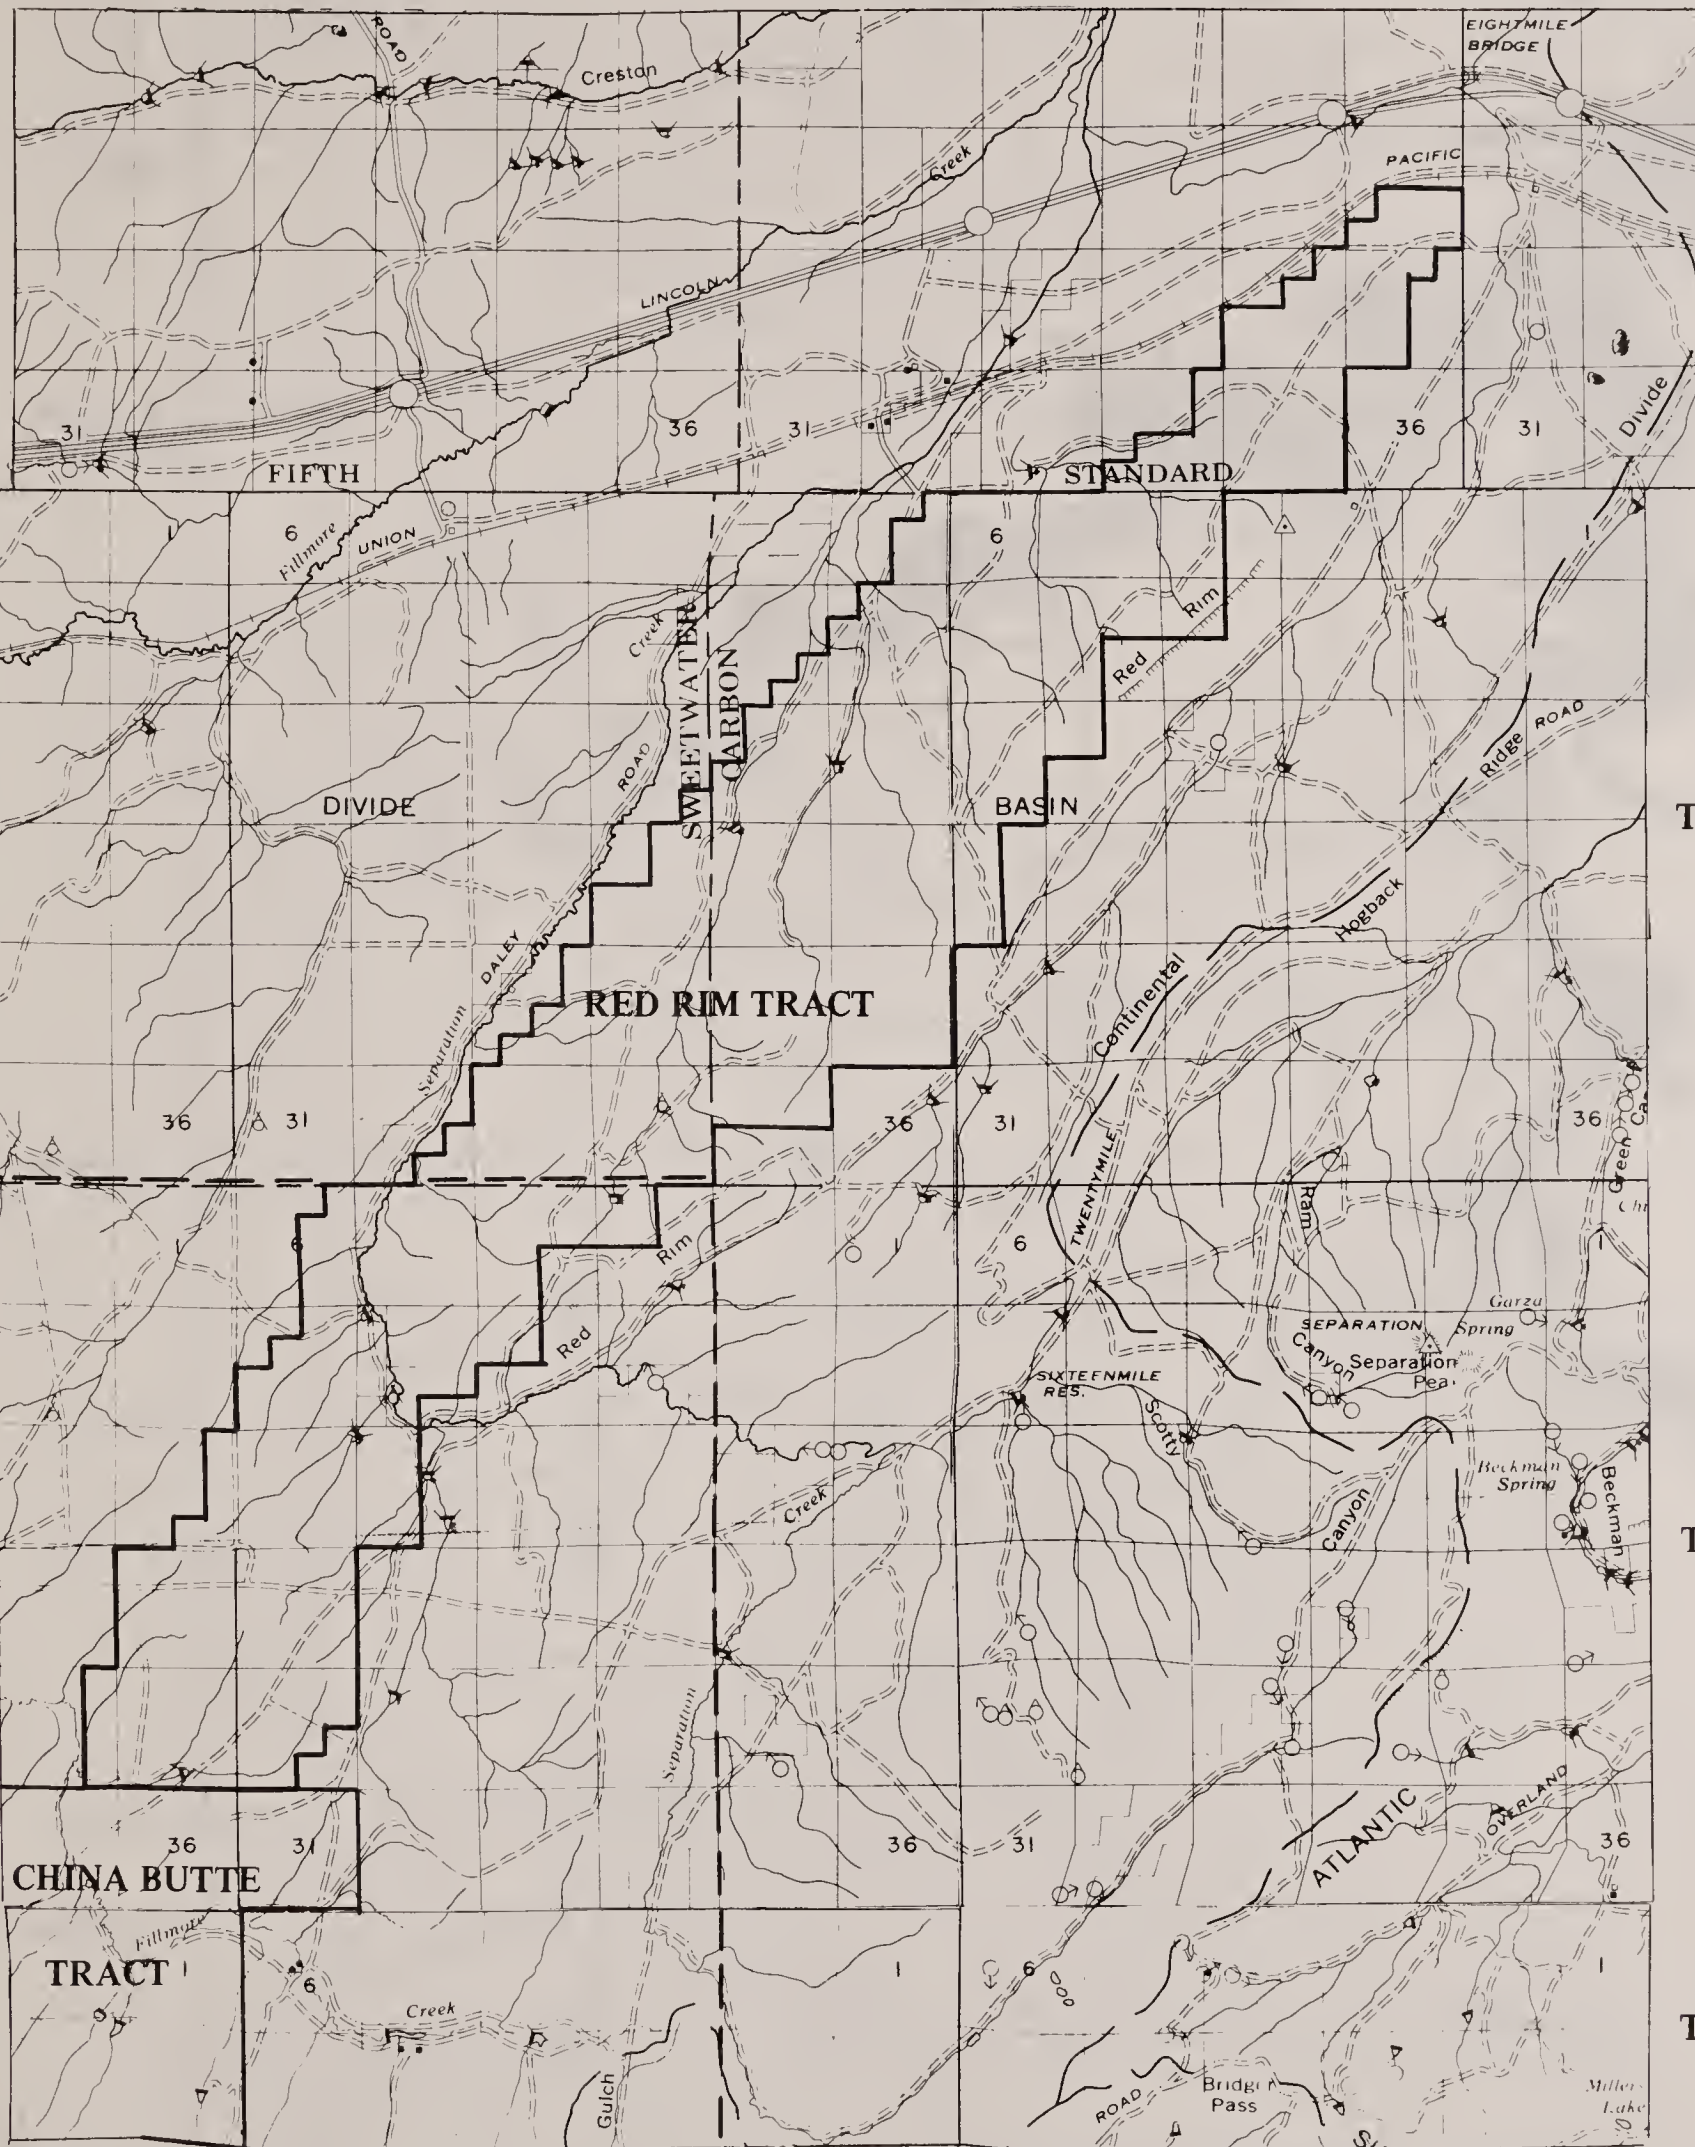 EIGHTMILE
BRIDGE
ROAD
Creston
Creek
PACIFIC
LINCOLN
31
36
31
36
31
Divide
FIFTH
STANDARD
6
Fillmore
UNION
6
Rim
Red
Creek
SWEETWATER
CARBON
ROAD
Ridge ROAD
DIVIDE
BASIN
T
Hogback
DALEY
Continental
RED RIM TRACT
Separation
36
31
36
31
36
TWENTYMILE
Ram
Green
6
6
1
1
Rim
Garza
Spring
SEPARATION
Canyon
Separation
Red
SIXTEENMILE
RES.
Scotty
Beckman
Spring
Beckman
Creek
Canyon
T
Separation
ATLANTIC
OVERLAND
36
31
36
31
36
CHINA BUTTE
TRACT
Fillmore
1
6
1
6
1
Creek
T
Gulch
ROAD
Pass
Miller
Lake